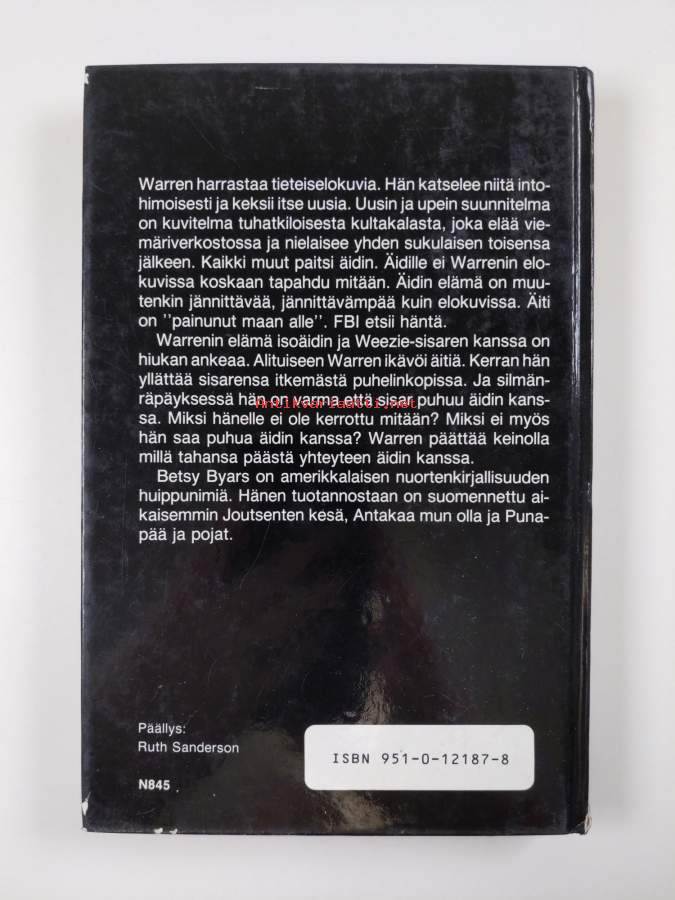 Warren harrastaa tieteiselokuvia. Hän katselee niitä into-
himoisesti ja keksii itse uusia. Uusin ja upein suunnitelma
on kuvitelma tuhatkiloisesta kultakalasta, joka elää vie-
märiverkostossa ja nielaisee yhden sukulaisen toisensa
jälkeen. Kaikki muut paitsi äidin. Äidille ei Warrenin elo-
kuvissa koskaan tapahdu mitään. Äidin elämä on muu-
tenkin jännittävää, jännittävämpää kuin elokuvissa. Äiti
on ''painunut maan alle''. FBI etsii häntä.
Warrenin elämä isoäidin ja Weezie-sisaren kanssa on
hiukan ankeaa. Alituiseen Warren ikävöi äitiä. Kerran hän
yllättää sisarensa itkemästä puhelinkopissa. Ja silmän-
räpäyksessä hän on varma että sisar puhuu äidin kans-
Antikvariaatti.net
sa. Miksi hänelle ei ole kerrottu mitään? Miksi ei myös
hän saa puhua äidin kanssa? Warren päättää keinolla
millä tahansa päästä yhteyteen äidin kanssa.
Betsy Byars on amerikkalaisen nuortenkirjallisuuden
huippunimiä. Hänen tuotannostaan on suomennettu ai-
kaisemmin Joutsenten kesä, Antakaa mun olla ja Puna-
pää ja pojat.
Päällys:
Ruth Sanderson
N845
ISBN 951-0-12187-8